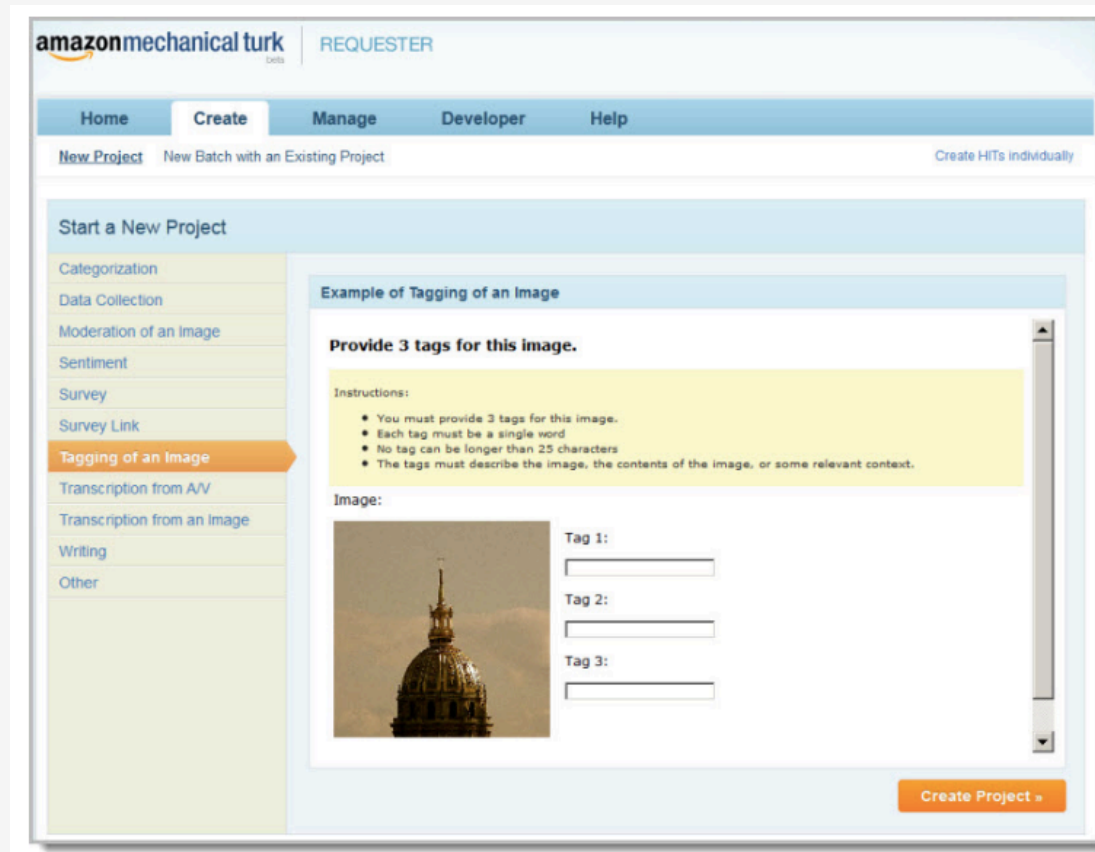 amazonmechanical turk
beta
REQUESTER
Home Create Manage Developer Help
New Project New Batch with an Existing Project Create HITs individually
Start a New Project
Categorization
Data Collection
Moderation of an Image
Sentiment
Survey
Survey Link
Tagging of an Image
Transcription from A/V
Transcription from an Image
Writing
Other
Example of Tagging of an Image
Provide 3 tags for this image.
Instructions:
• You must provide 3 tags for this image.
• Each tag must be a single word
• No tag can be longer than 25 characters
• The tags must describe the image, the contents of the image, or some relevant context.
Image:
Tag 1:
Tag 2:
Tag 3:
Create Project »